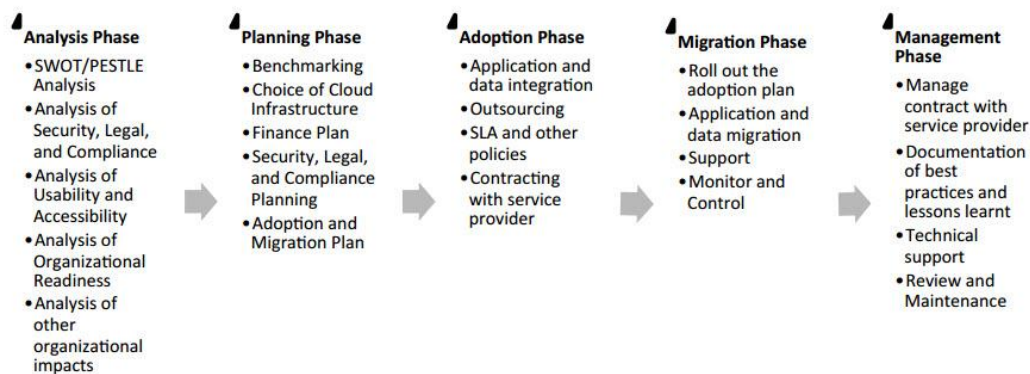 Analysis Phase
•SWOT/PESTLE
Analysis
•Analysis of
Security, Legal,
and Compliance
•Analysis of
Usability and
Accessibility
•Analysis of
Organizational
Readiness
•Analysis of
other
organizational
impacts
Planning Phase
•Benchmarking
•Choice of Cloud
Infrastructure
•Finance Plan
•Security, Legal,
and Compliance
Planning
•Adoption and
Migration Plan
Adoption Phase
•Application and
data integration
•Outsourcing
•SLA and other
policies
•Contracting
with service
provider
Migration Phase
•Roll out the
adoption plan
•Application and
data migration
•Support
•Monitor and
Control
Management
Phase
•Manage
contract with
service provider
•Documentation
of best
practices and
lessons learnt
•Technical
support
•Review and
Maintenance